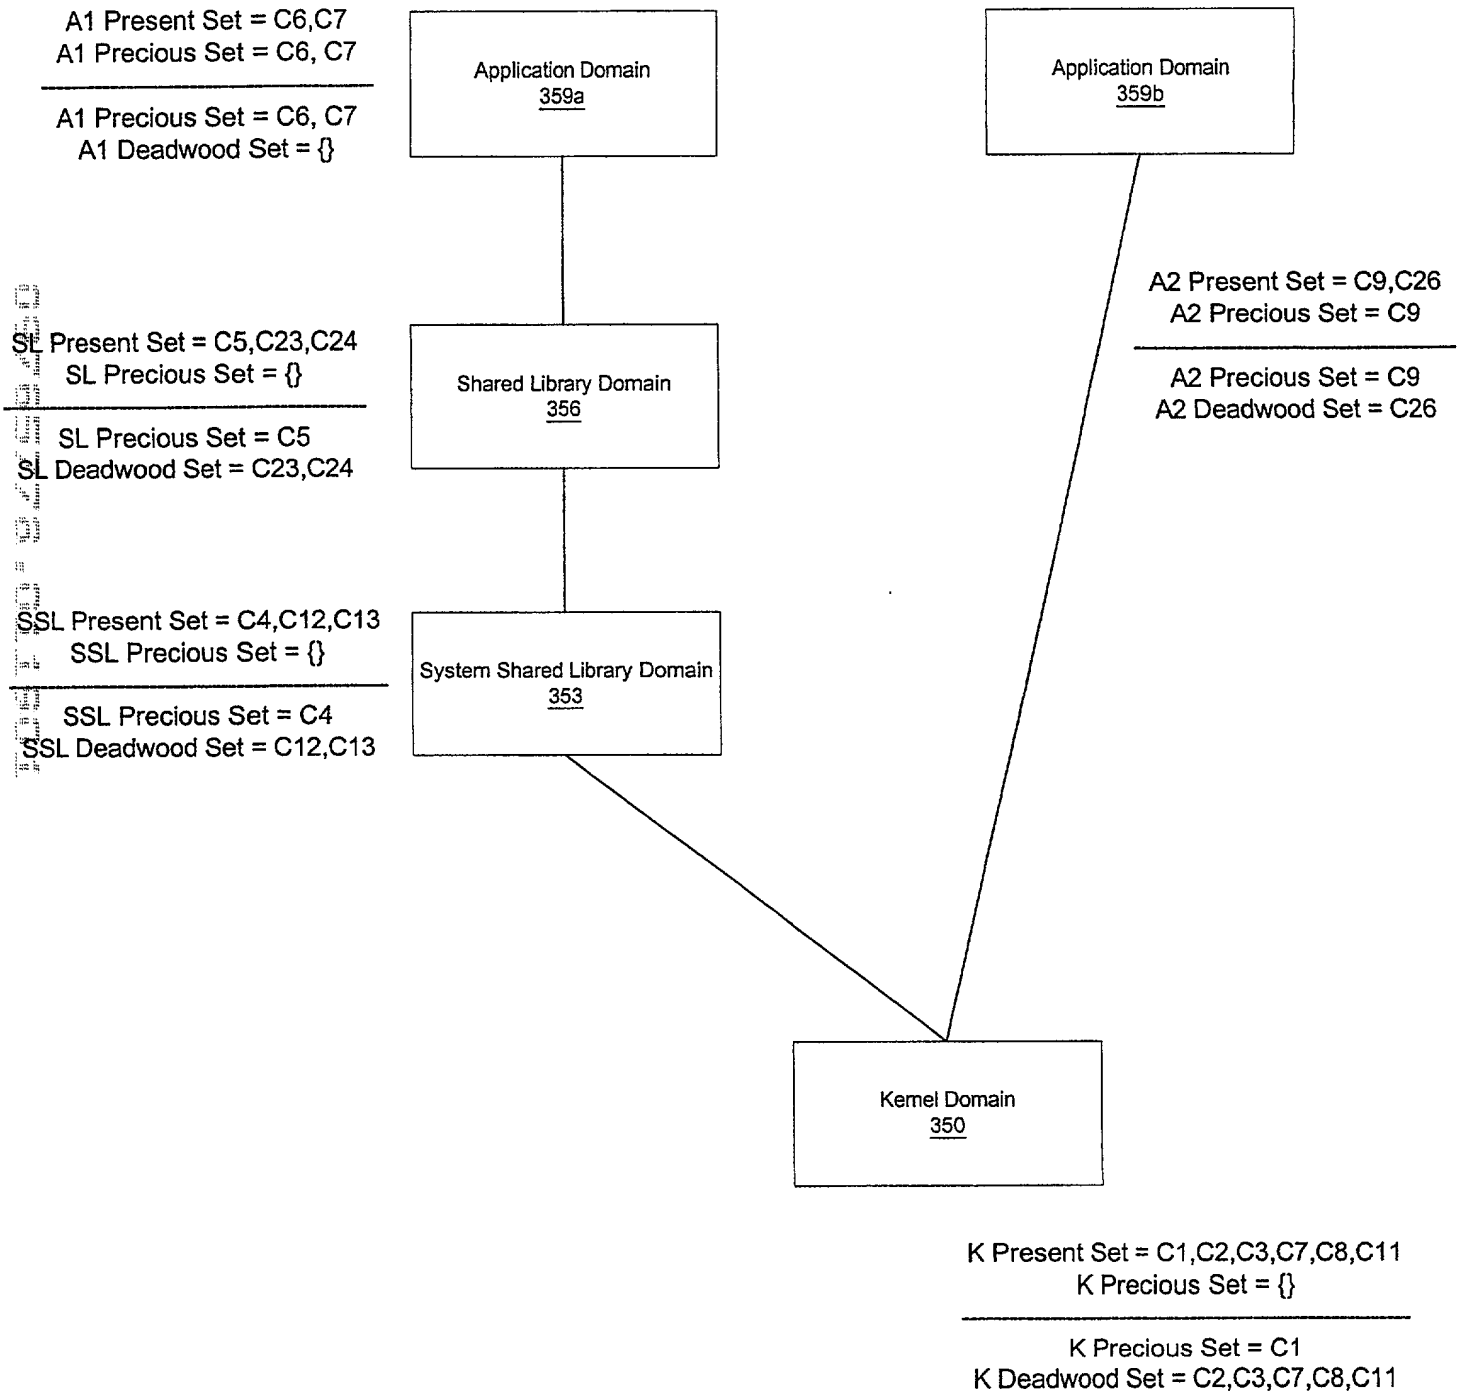 A1 Present Set = C6,C7
A1 Precious Set = C6, C7
A1 Precious Set = C6, C7
A1 Deadwood Set = {}
Application Domain
359a
Application Domain
359b
A2 Present Set = C9,C26
A2 Precious Set = C9
A2 Precious Set = C9
A2 Deadwood Set = C26
SL Present Set = C5,C23,C24
SL Precious Set = {}
SL Precious Set = C5
SL Deadwood Set = C23,C24
Shared Library Domain
356
SSL Present Set = C4,C12,C13
SSL Precious Set = {}
SSL Precious Set = C4
SSL Deadwood Set = C12,C13
System Shared Library Domain
353
Kernel Domain
350
K Present Set = C1,C2,C3,C7,C8,C11
K Precious Set = {}
K Precious Set = C1
K Deadwood Set = C2,C3,C7,C8,C11